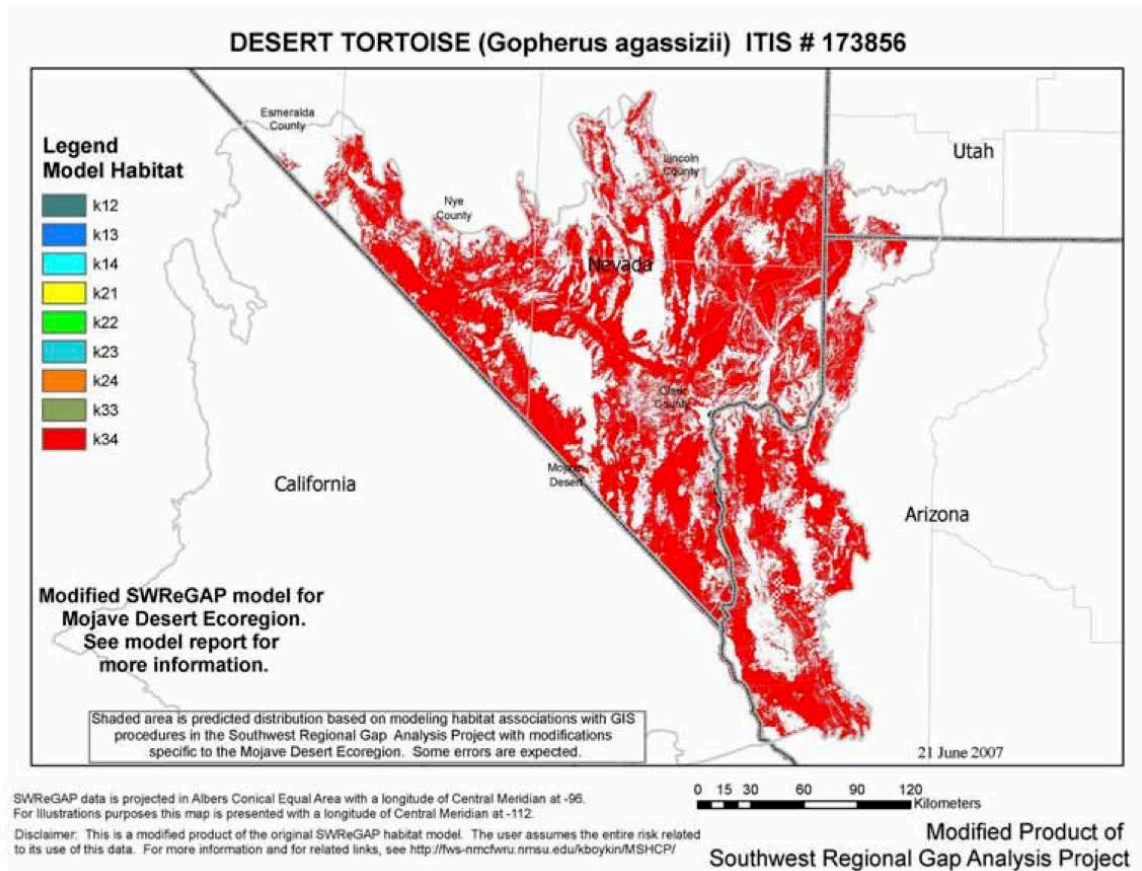 DESERT TORTOISE (Gopherus agassizii) ITIS # 173856
Esmeralda
County
Legend
Model Habitat
k12
k13
k14
k21
k22
k23
k24
k33
k34
Nye
County
Lincoln
County
Utah
Nevada
Clark
County
Mojave
Desert
California
Arizona
Modified SWReGAP model for
Mojave Desert Ecoregion.
See model report for
more information.
Shaded area is predicted distribution based on modeling habitat associations with GIS
procedures in the Southwest Regional Gap Analysis Project with modifications
specific to the Mojave Desert Ecoregion. Some errors are expected.
21 June 2007
SWReGAP data is projected in Albers Conical Equal Area with a longitude of Central Meridian at -96.
For Illustrations purposes this map is presented with a longitude of Central Meridian at -112.
0 15 30 60 90 120
Kilometers
Disclaimer: This is a modified product of the original SWReGAP habitat model. The user assumes the entire risk related
to its use of this data. For more information and for related links, see http://fws-nmcfwru.nmsu.edu/kboykin/MSHCP/
Modified Product of
Southwest Regional Gap Analysis Project